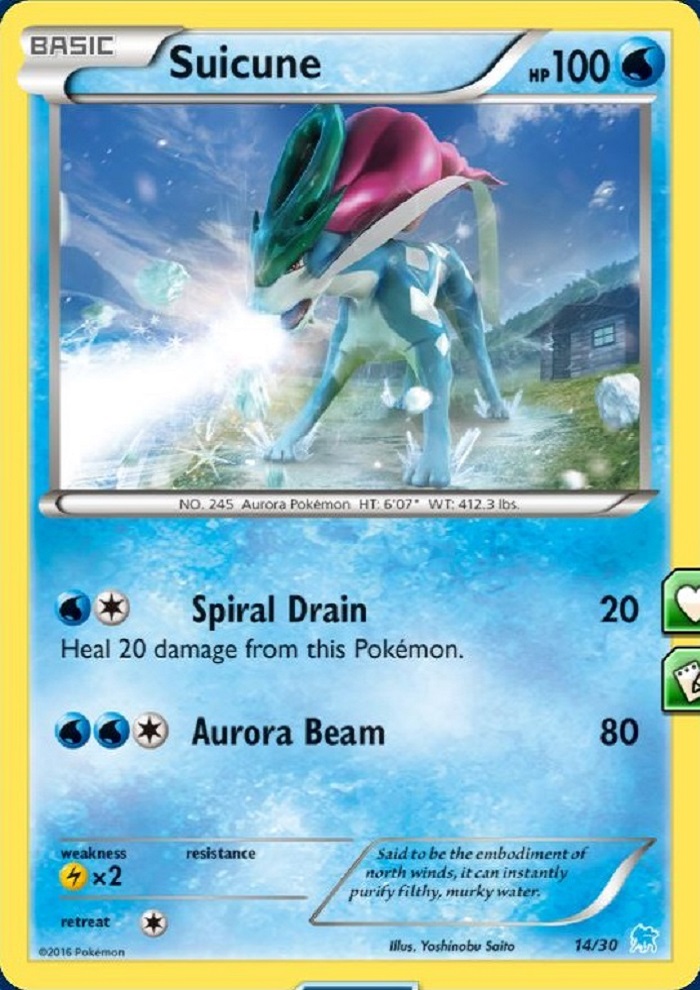 BASIC
Suicune
HP 100
NO. 245 Aurora Pokémon HT: 6'07" WT: 412.3 lbs.
Spiral Drain 20
Heal 20 damage from this Pokémon.
Aurora Beam 80
weakness resistance
×2
Said to be the embodiment of
north winds, it can instantly
purify filthy, murky water.
retreat
©2016 Pokémon
Illus. Yoshinobu Saito 14/30